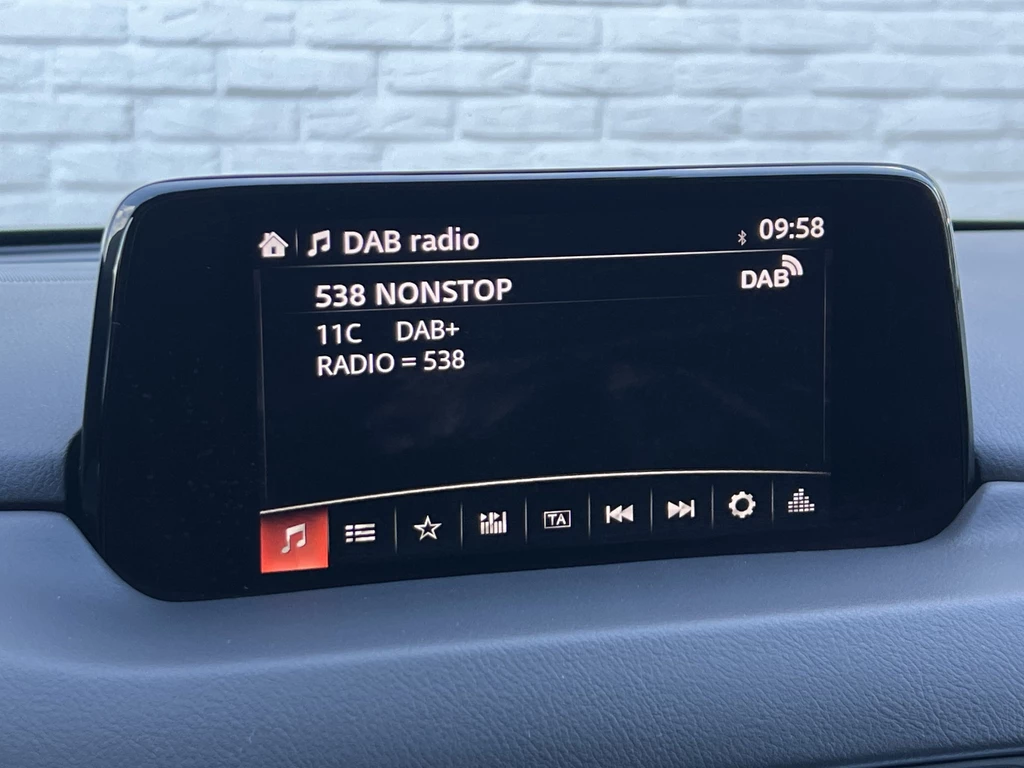 DAB radio 09:58
538 NONSTOP DAB
11C DAB+
RADIO = 538
TA